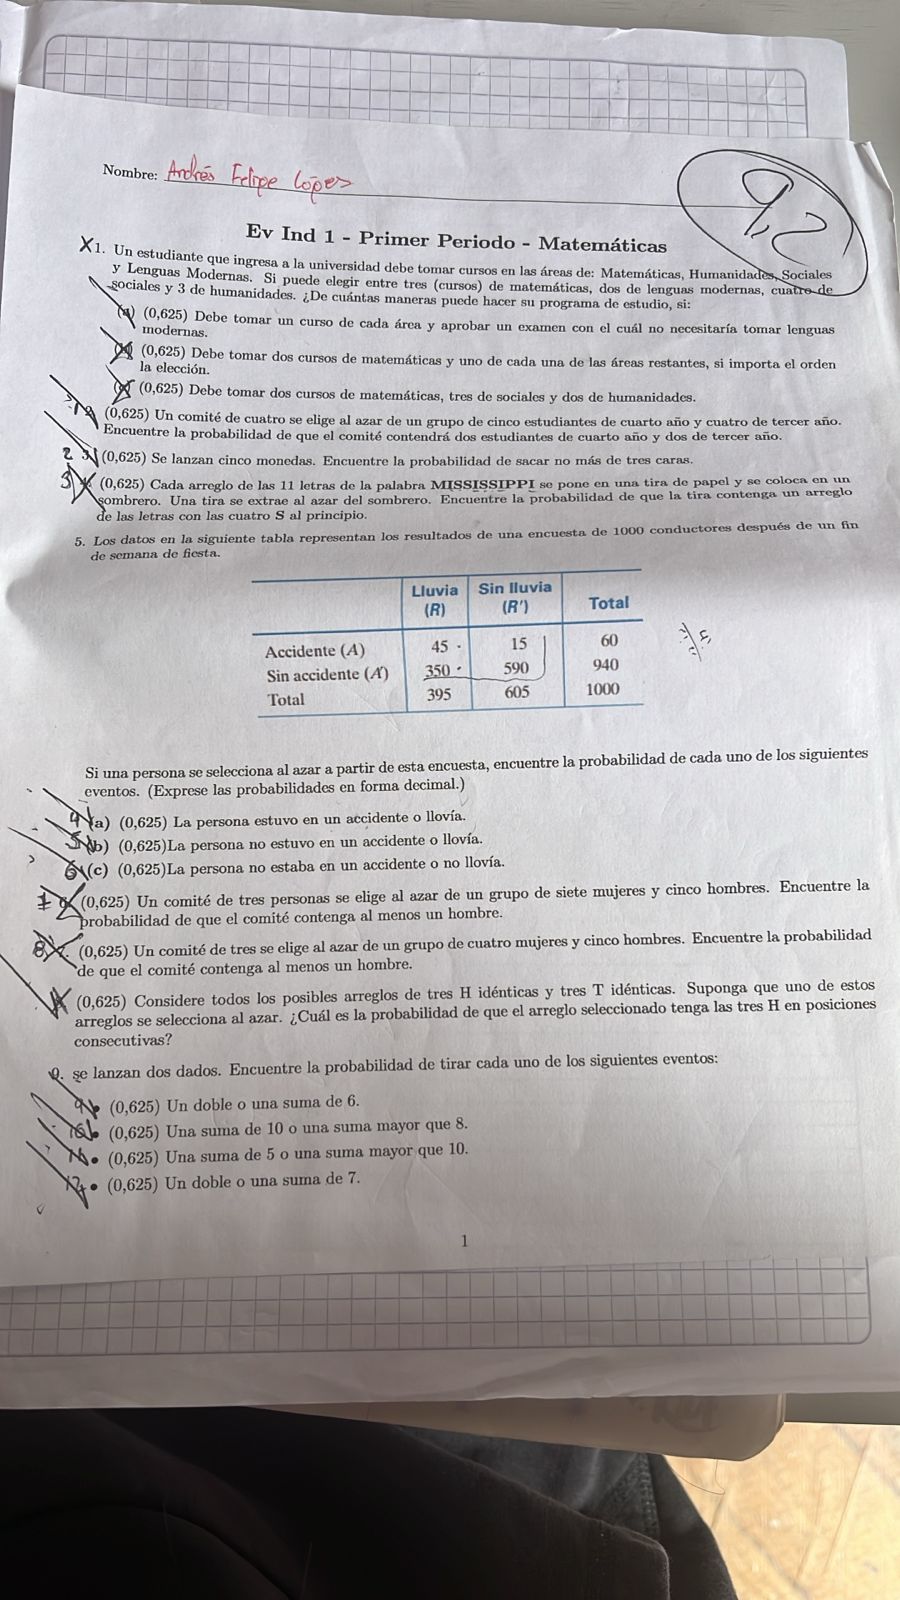 Nombre: Andrés Felipe López
9,2
Ev Ind 1 - Primer Periodo - Matemáticas
X 1. Un estudiante que ingresa a la universidad debe tomar cursos en las áreas de: Matemáticas, Humanidades, Sociales
y Lenguas Modernas. Si puede elegir entre tres (cursos) de matemáticas, dos de lenguas modernas, cuatro de
sociales y 3 de humanidades. ¿De cuántas maneras puede hacer su programa de estudio, si:
(a) (0,625) Debe tomar un curso de cada área y aprobar un examen con el cuál no necesitaría tomar lenguas
modernas.
(0,625) Debe tomar dos cursos de matemáticas y uno de cada una de las áreas restantes, si importa el orden
la elección.
(0,625) Debe tomar dos cursos de matemáticas, tres de sociales y dos de humanidades.
(0,625) Un comité de cuatro se elige al azar de un grupo de cinco estudiantes de cuarto año y cuatro de tercer año.
Encuentre la probabilidad de que el comité contendrá dos estudiantes de cuarto año y dos de tercer año.
2 (0,625) Se lanzan cinco monedas. Encuentre la probabilidad de sacar no más de tres caras.
3 (0,625) Cada arreglo de las 11 letras de la palabra MISSISSIPPI se pone en una tira de papel y se coloca en un
sombrero. Una tira se extrae al azar del sombrero. Encuentre la probabilidad de que la tira contenga un arreglo
de las letras con las cuatro S al principio.
5. Los datos en la siguiente tabla representan los resultados de una encuesta de 1000 conductores después de un fin
de semana de fiesta.
Lluvia (R) Sin lluvia (R′) Total
Accidente (A) 45 15 60
Sin accidente (A′) 350 590 940
Total 395 605 1000
Si una persona se selecciona al azar a partir de esta encuesta, encuentre la probabilidad de cada uno de los siguientes
eventos. (Exprese las probabilidades en forma decimal.)
4 (a) (0,625) La persona estuvo en un accidente o llovía.
5 (b) (0,625)La persona no estuvo en un accidente o llovía.
6 (c) (0,625)La persona no estaba en un accidente o no llovía.
7 (0,625) Un comité de tres personas se elige al azar de un grupo de siete mujeres y cinco hombres. Encuentre la
probabilidad de que el comité contenga al menos un hombre.
8 (0,625) Un comité de tres se elige al azar de un grupo de cuatro mujeres y cinco hombres. Encuentre la probabilidad
de que el comité contenga al menos un hombre.
(0,625) Considere todos los posibles arreglos de tres H idénticas y tres T idénticas. Suponga que uno de estos
arreglos se selecciona al azar. ¿Cuál es la probabilidad de que el arreglo seleccionado tenga las tres H en posiciones
consecutivas?
9. se lanzan dos dados. Encuentre la probabilidad de tirar cada uno de los siguientes eventos:
9 (0,625) Un doble o una suma de 6.
10 • (0,625) Una suma de 10 o una suma mayor que 8.
11 • (0,625) Una suma de 5 o una suma mayor que 10.
12 • (0,625) Un doble o una suma de 7.
1